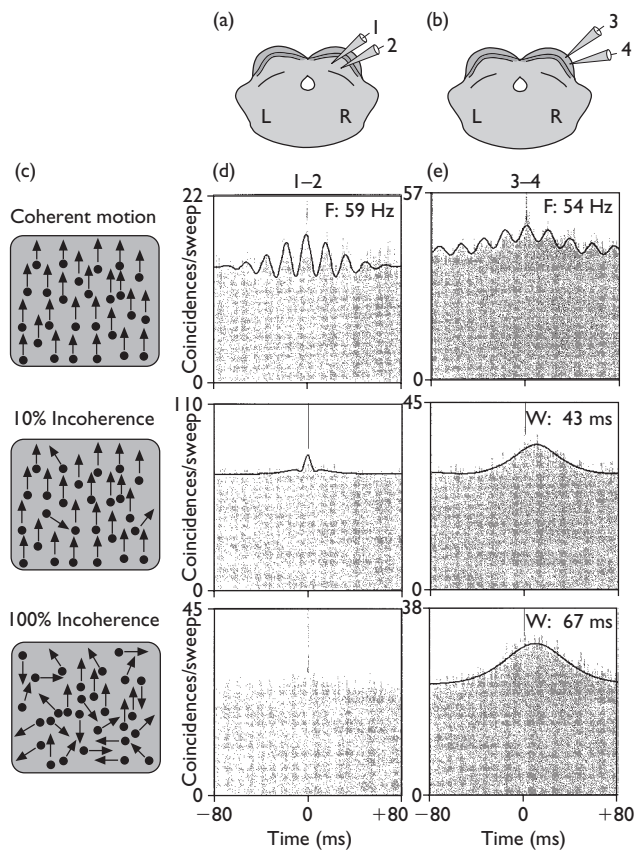 (a)
(b)
1
2
3
4
L
R
L
R
(c)
(d)
(e)
1–2
3–4
Coherent motion
22
F: 59 Hz
Coincidences/sweep
0
57
F: 54 Hz
0
10% Incoherence
110
Coincidences/sweep
0
45
W: 43 ms
0
100% Incoherence
45
Coincidences/sweep
0
38
W: 67 ms
0
−80
0
+80
−80
0
+80
Time (ms)
Time (ms)